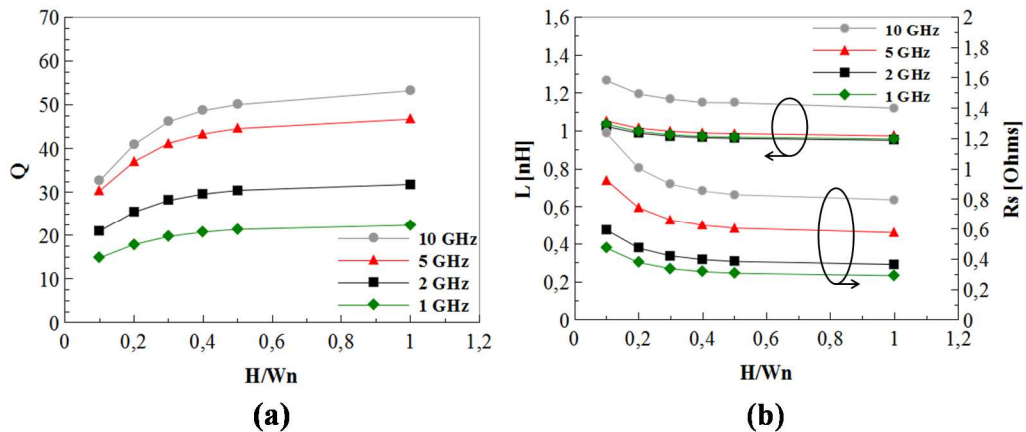 70
60
50
40
30
20
10
0
Q
0 0,2 0,4 0,6 0,8 1 1,2
H/Wn
10 GHz
5 GHz
2 GHz
1 GHz
(a)
1,6
1,4
1,2
1
0,8
0,6
0,4
0,2
0
L [nH]
0 0,2 0,4 0,6 0,8 1 1,2
H/Wn
10 GHz
5 GHz
2 GHz
1 GHz
2
1,8
1,6
1,4
1,2
1
0,8
0,6
0,4
0,2
0
Rs [Ohms]
(b)